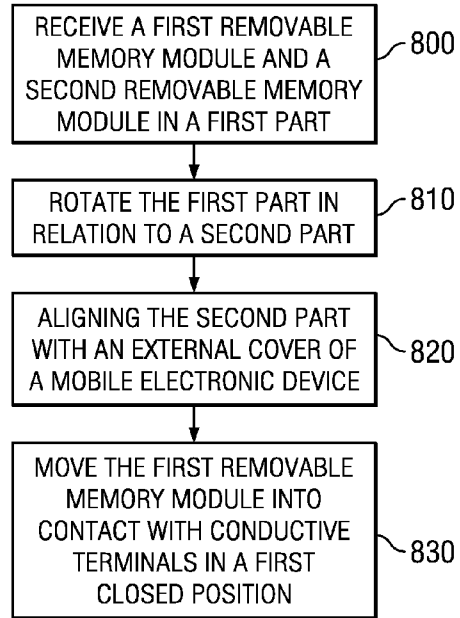 RECEIVE A FIRST REMOVABLE
MEMORY MODULE AND A
SECOND REMOVABLE MEMORY
MODULE IN A FIRST PART
800
ROTATE THE FIRST PART IN
RELATION TO A SECOND PART
810
ALIGNING THE SECOND PART
WITH AN EXTERNAL COVER OF
A MOBILE ELECTRONIC DEVICE
820
MOVE THE FIRST REMOVABLE
MEMORY MODULE INTO
CONTACT WITH CONDUCTIVE
TERMINALS IN A FIRST
CLOSED POSITION
830